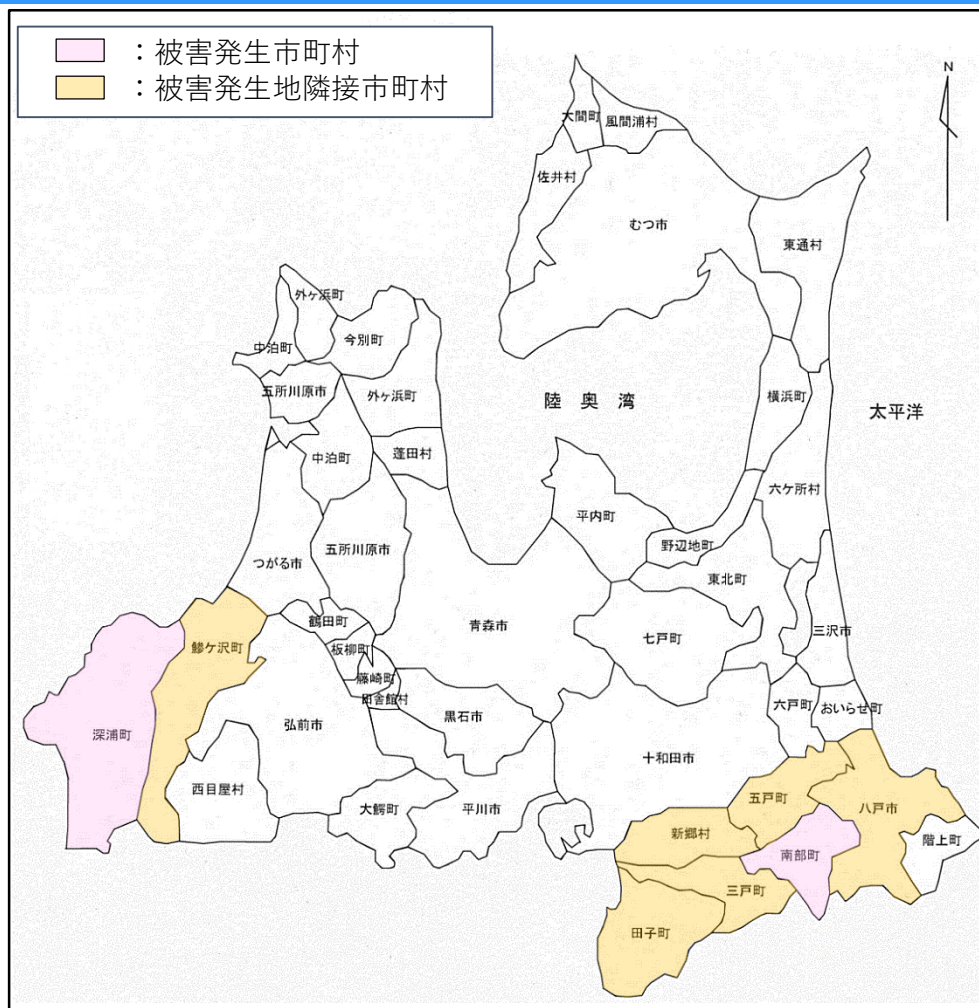 ：被害発生市町村
：被害発生地隣接市町村
N
大間町
風間浦村
佐井村
むつ市
東通村
外ヶ浜町
中泊町
今別町
五所川原市
外ヶ浜町
横浜町
陸奥湾
太平洋
中泊町
蓬田村
六ケ所村
平内町
野辺地町
五所川原市
つがる市
東北町
鶴田町
青森市
七戸町
三沢市
鰺ケ沢町
板柳町
藤崎町
田舎館村
六戸町
おいらせ町
黒石市
弘前市
深浦町
十和田市
西目屋村
大鰐町
平川市
五戸町
八戸市
新郷村
階上町
南部町
三戸町
田子町